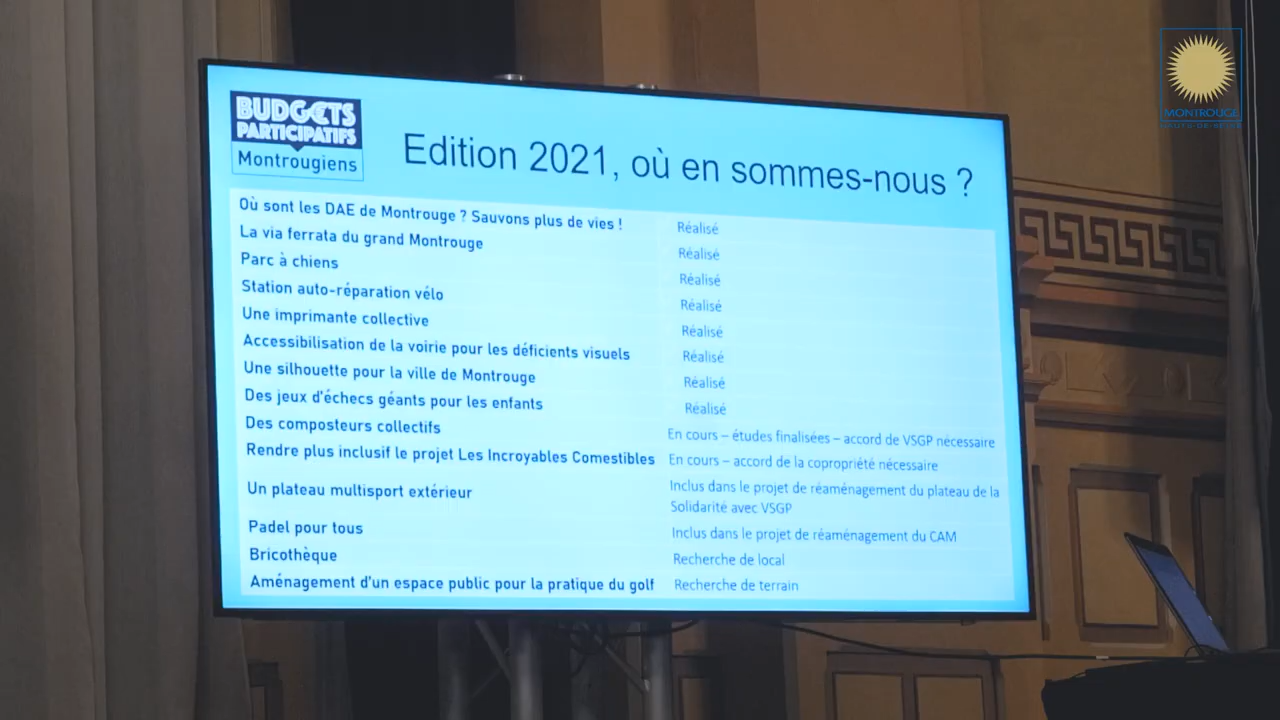 MONTROUGE
HAUTS-DE-SEINE
BUDG€TS
PARTICIPATIFS
Montrougiens
Edition 2021, où en sommes-nous ?
Où sont les DAE de Montrouge ? Sauvons plus de vies ! Réalisé
La via ferrata du grand Montrouge Réalisé
Parc à chiens Réalisé
Station auto-réparation vélo Réalisé
Une imprimante collective Réalisé
Accessibilisation de la voirie pour les déficients visuels Réalisé
Une silhouette pour la ville de Montrouge Réalisé
Des jeux d'échecs géants pour les enfants Réalisé
Des composteurs collectifs En cours – études finalisées – accord de VSGP nécessaire
Rendre plus inclusif le projet Les Incroyables Comestibles En cours – accord de la copropriété nécessaire
Un plateau multisport extérieur Inclus dans le projet de réaménagement du plateau de la
Solidarité avec VSGP
Padel pour tous Inclus dans le projet de réaménagement du CAM
Bricothèque Recherche de local
Aménagement d'un espace public pour la pratique du golf Recherche de terrain